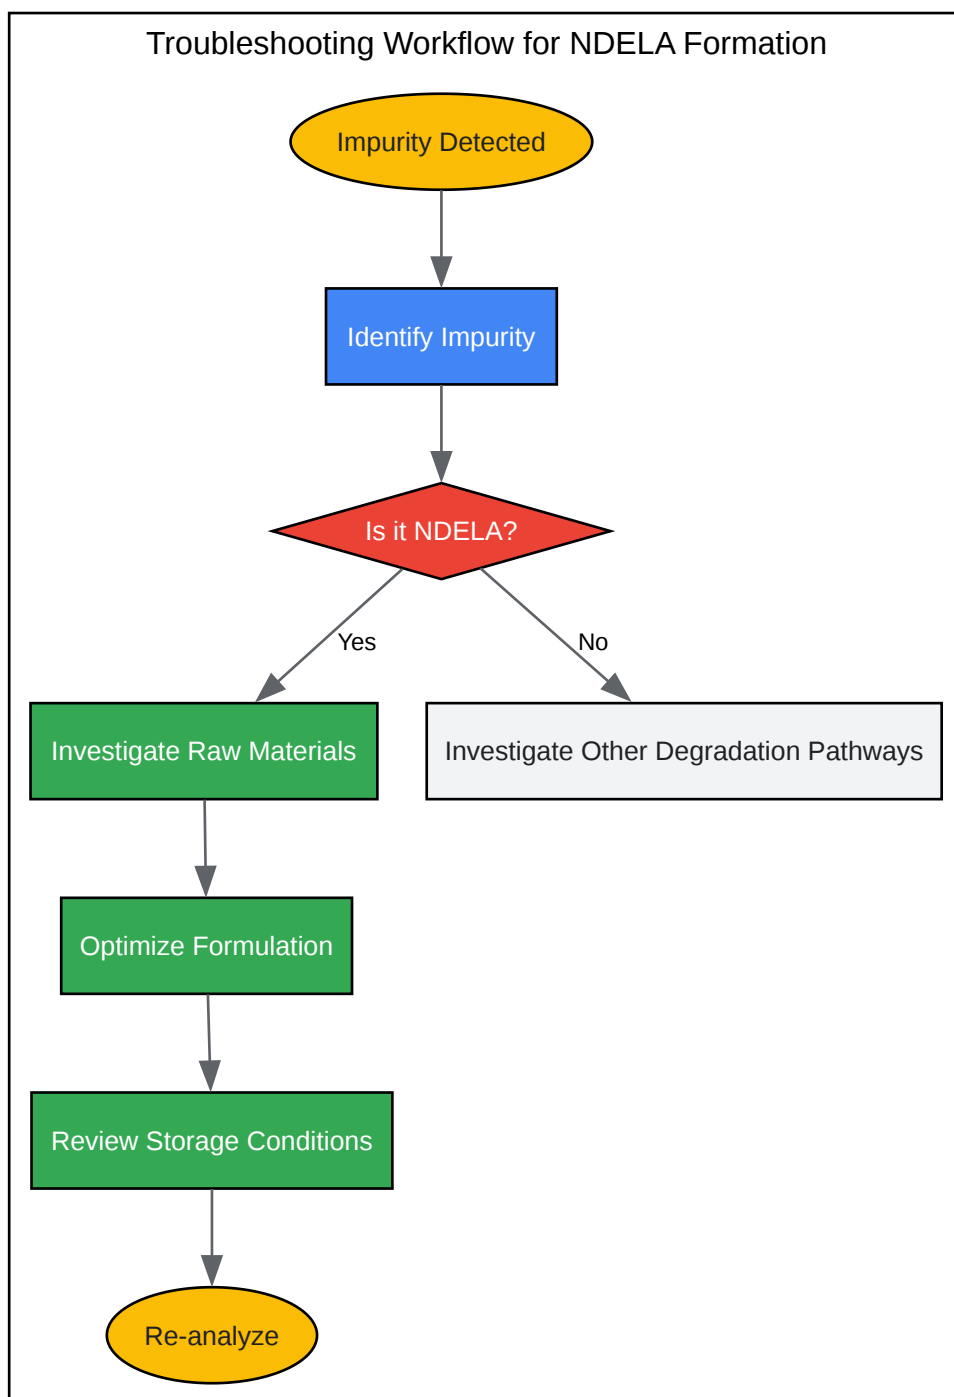 Troubleshooting Workflow for NDELA Formation
Impurity Detected
Identify Impurity
Is it NDELA?
Yes
No
Investigate Raw Materials
Investigate Other Degradation Pathways
Optimize Formulation
Review Storage Conditions
Re-analyze